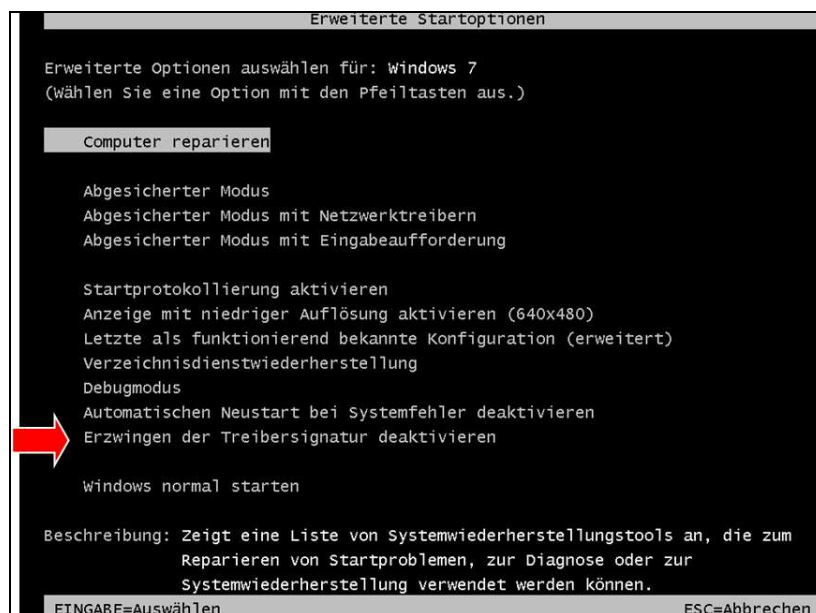 Erweiterte Startoptionen
Erweiterte Optionen auswählen für: Windows 7
(Wählen Sie eine Option mit den Pfeiltasten aus.)
Computer reparieren
Abgesicherter Modus
Abgesicherter Modus mit Netzwerktreibern
Abgesicherter Modus mit Eingabeaufforderung
Startprotokollierung aktivieren
Anzeige mit niedriger Auflösung aktivieren (640x480)
Letzte als funktionierend bekannte Konfiguration (erweitert)
Verzeichnisdienstwiederherstellung
Debugmodus
Automatischen Neustart bei Systemfehler deaktivieren
Erzwingen der Treibersignatur deaktivieren
Windows normal starten
Beschreibung: Zeigt eine Liste von Systemwiederherstellungstools an, die zum
Reparieren von Startproblemen, zur Diagnose oder zur
Systemwiederherstellung verwendet werden können.
EINGABE=Auswählen ESC=Abbrechen